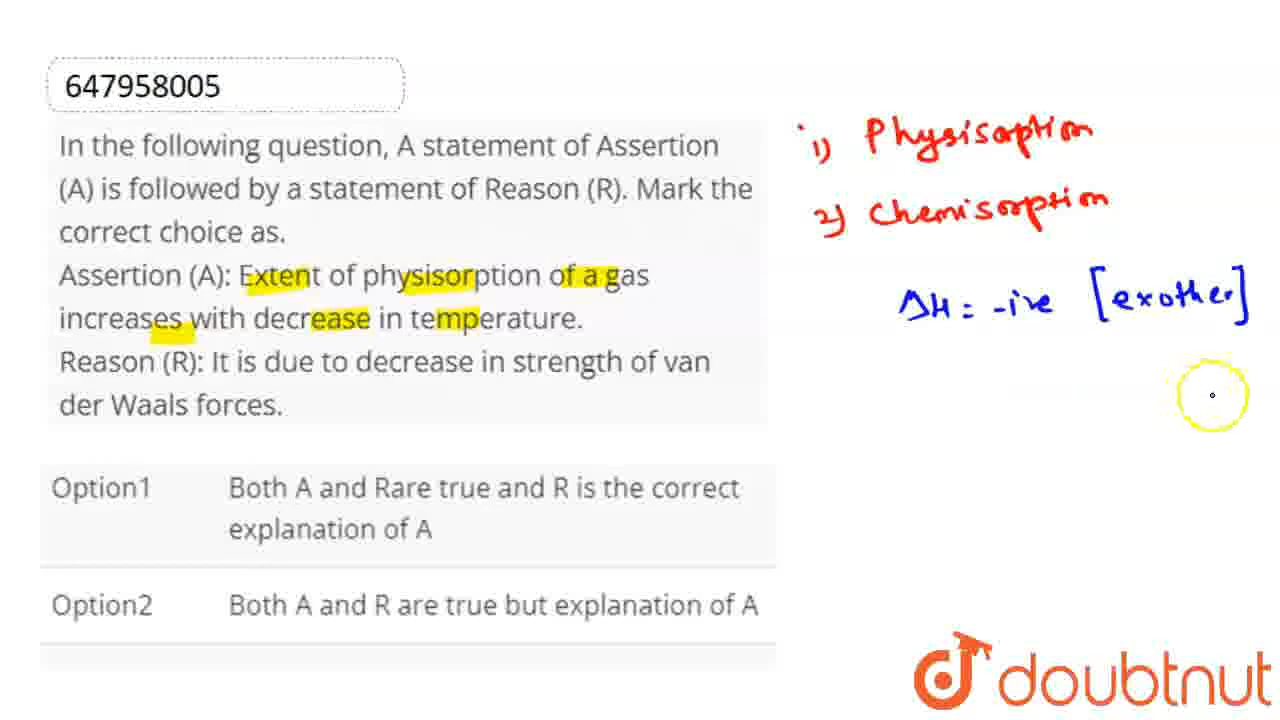 647958005
In the following question, A statement of Assertion
(A) is followed by a statement of Reason (R). Mark the
correct choice as.
Assertion (A): Extent of physisorption of a gas
increases with decrease in temperature.
Reason (R): It is due to decrease in strength of van
der Waals forces.
Option1 Both A and Rare true and R is the correct
explanation of A
Option2 Both A and R are true but explanation of A
1) Physisoption
2) Chemisorption
ΔH = -ive [exother]
doubtnut